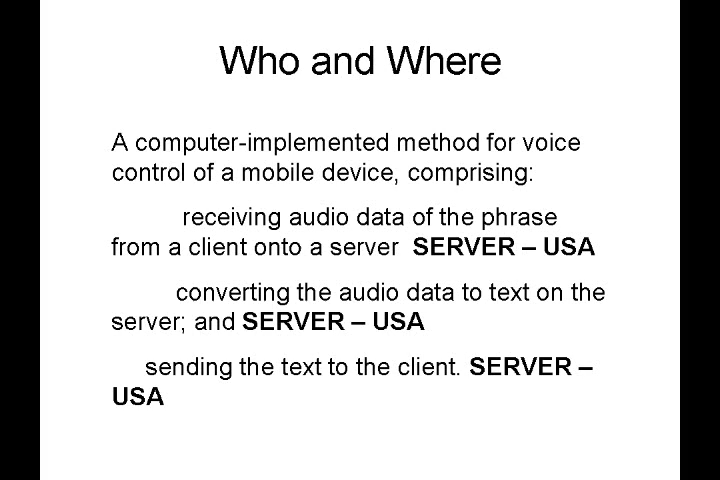 Who and Where
A computer-implemented method for voice
control of a mobile device, comprising:
receiving audio data of the phrase
from a client onto a server SERVER – USA
converting the audio data to text on the
server; and SERVER – USA
sending the text to the client. SERVER –
USA